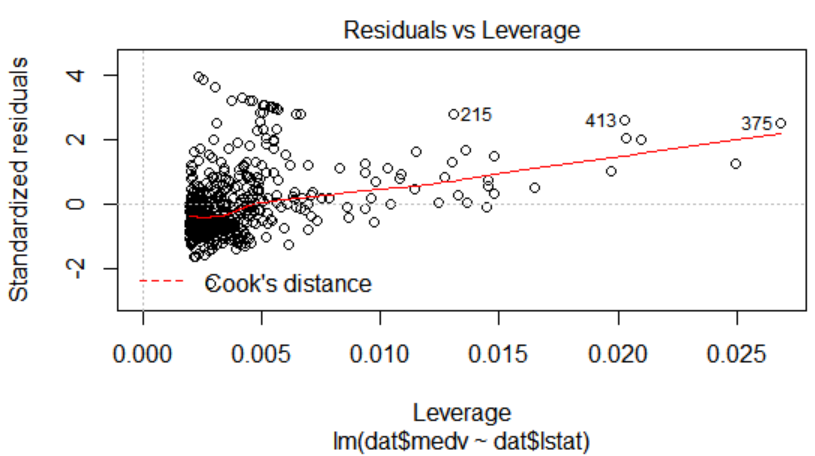 Residuals vs Leverage
Standardized residuals
4
2
0
-2
215
413
375
Cook's distance
0.000 0.005 0.010 0.015 0.020 0.025
Leverage
lm(dat$medv ~ dat$lstat)